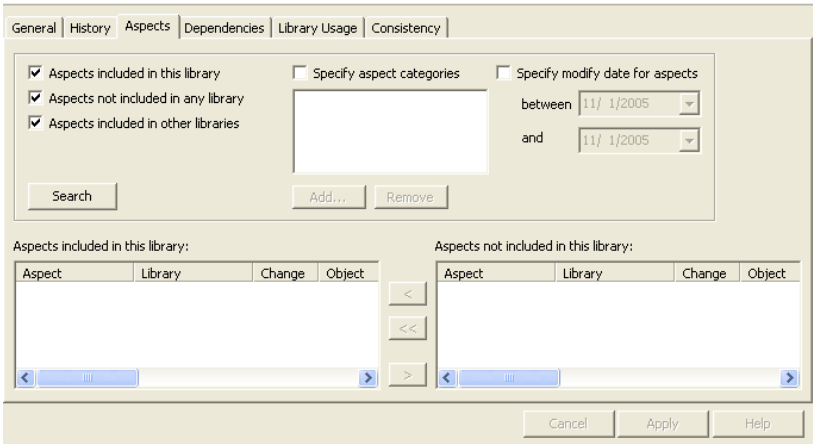 General History Aspects Dependencies Library Usage Consistency
Aspects included in this library Specify aspect categories Specify modify date for aspects
Aspects not included in any library between 11/ 1/2005
Aspects included in other libraries
and 11/ 1/2005
Search Add... Remove
Aspects included in this library: Aspects not included in this library:
Aspect Library Change Object Aspect Library Change Object
<
<<
>
Cancel Apply Help